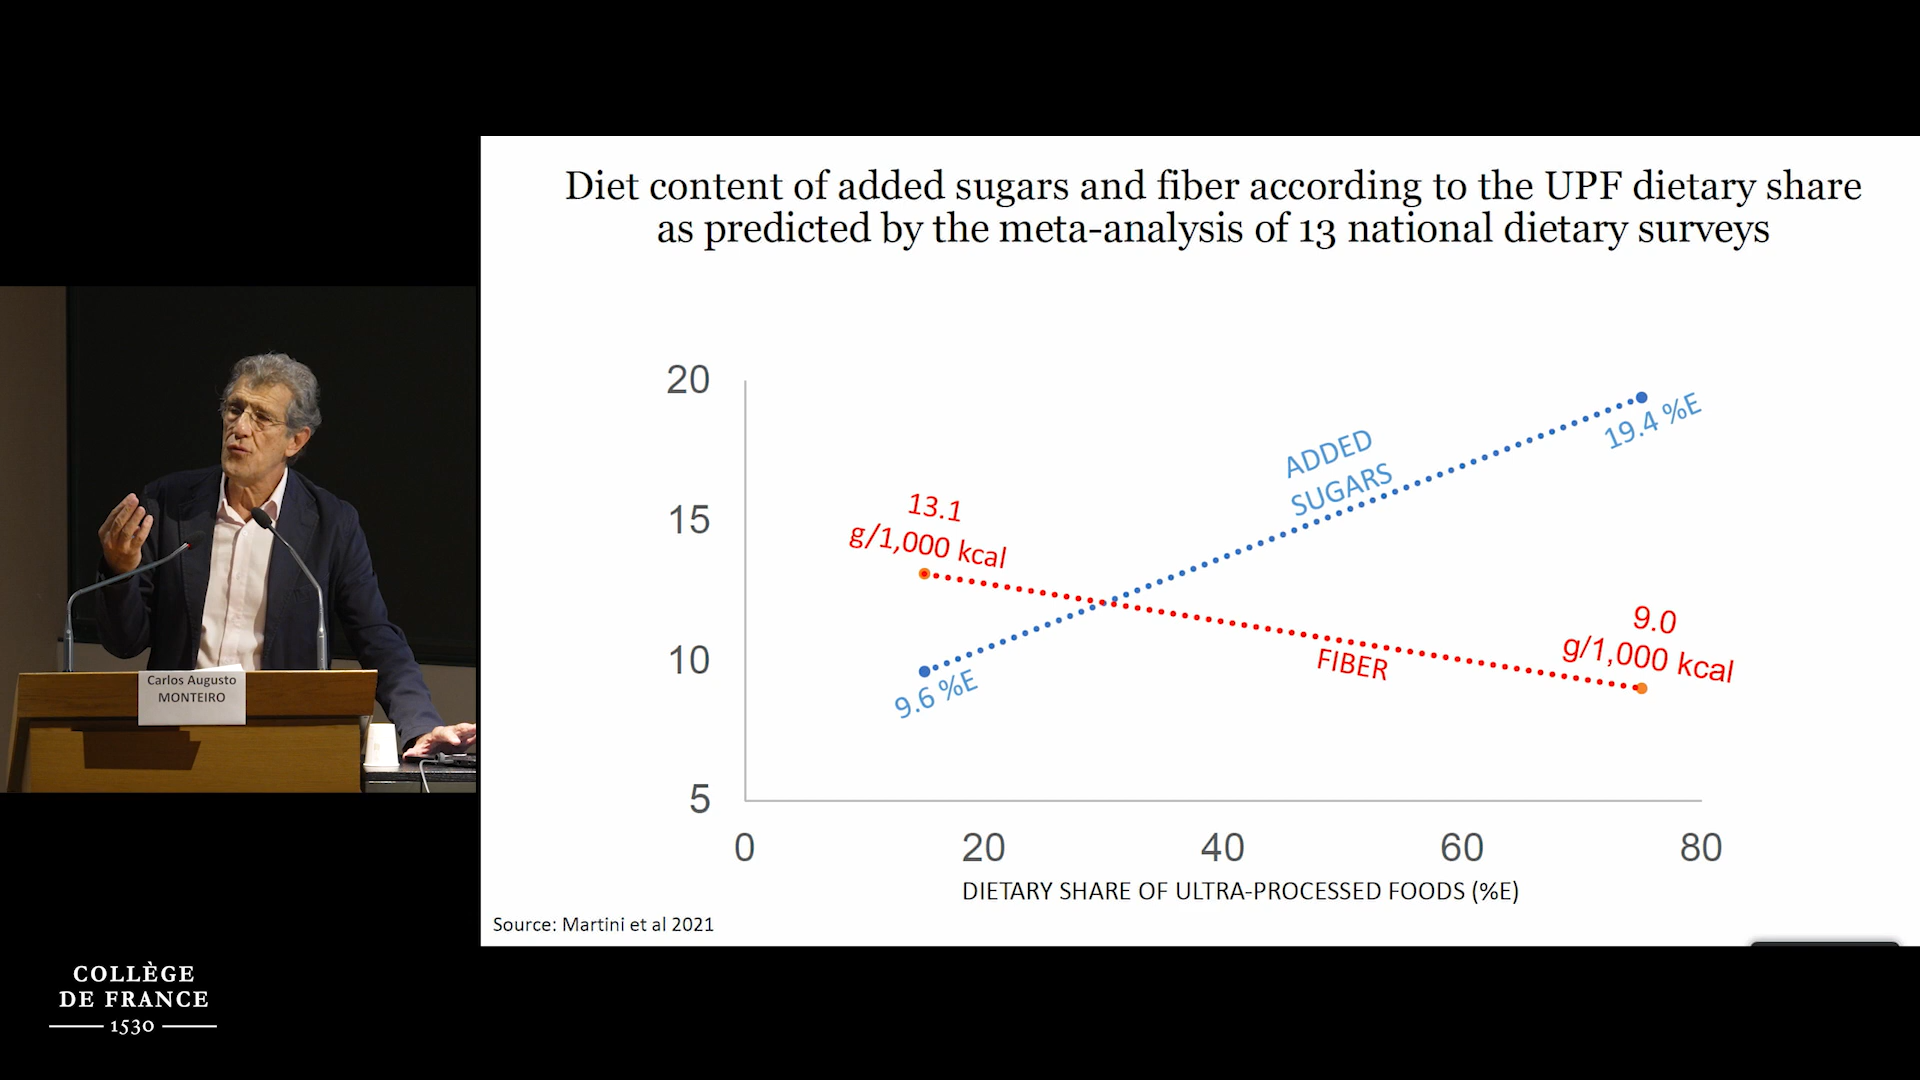 Diet content of added sugars and fiber according to the UPF dietary share
as predicted by the meta-analysis of 13 national dietary surveys
20
15
10
5
0
20
40
60
80
ADDED
SUGARS
19.4 %E
13.1
g/1,000 kcal
9.6 %E
FIBER
9.0
g/1,000 kcal
DIETARY SHARE OF ULTRA-PROCESSED FOODS (%E)
Source: Martini et al 2021
Carlos Augusto
MONTEIRO
COLLÈGE
DE FRANCE
1530